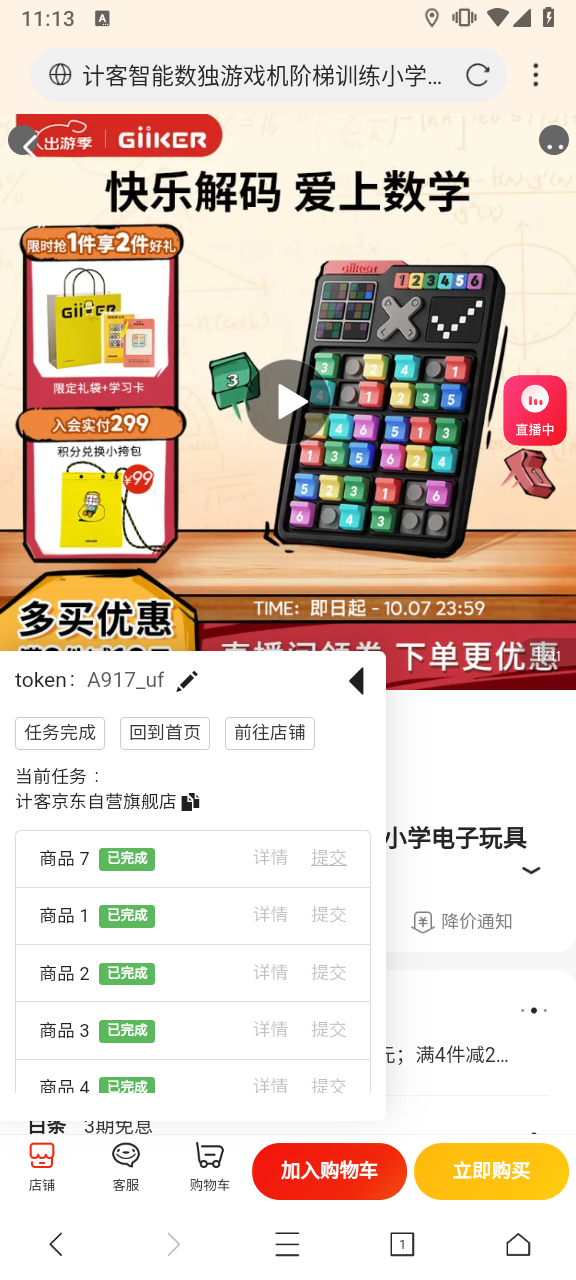 11:13
A
计客智能数独游戏机阶梯训练小学...
出游季 GiiKER
快乐解码 爱上数学
限时抢1件享2件好礼
GiiKER
限定礼袋+学习卡
入会实付299
积分兑换小挎包
¥99
直播中
多买优惠
TIME: 即日起 - 10.07 23:59
下单更优惠
token: A917_uf
任务完成 回到首页 前往店铺
当前任务：
计客京东自营旗舰店
小学电子玩具
商品 7 已完成 详情 提交
商品 1 已完成 详情 提交
降价通知
商品 2 已完成 详情 提交
商品 3 已完成 详情 提交
元；满4件减2...
商品 4 已完成 详情 提交
白条 3期免息
店铺 客服 购物车 加入购物车 立即购买
1